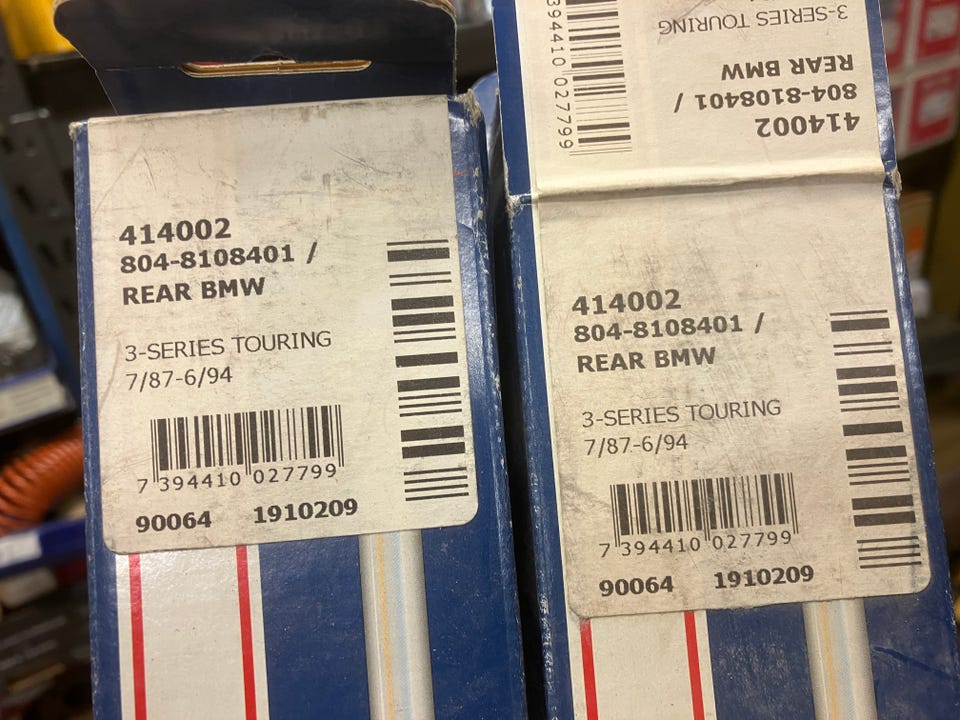 414002
804-8108401 /
REAR BMW
3-SERIES TOURING
7/87-6/94
7 394410 027799
90064 1910209
394410 027799
3-SERIES TOURING
REAR BMW
804-8108401 /
414002
414002
804-8108401 /
REAR BMW
3-SERIES TOURING
7/87-6/94
7 394410 027799
90064 1910209